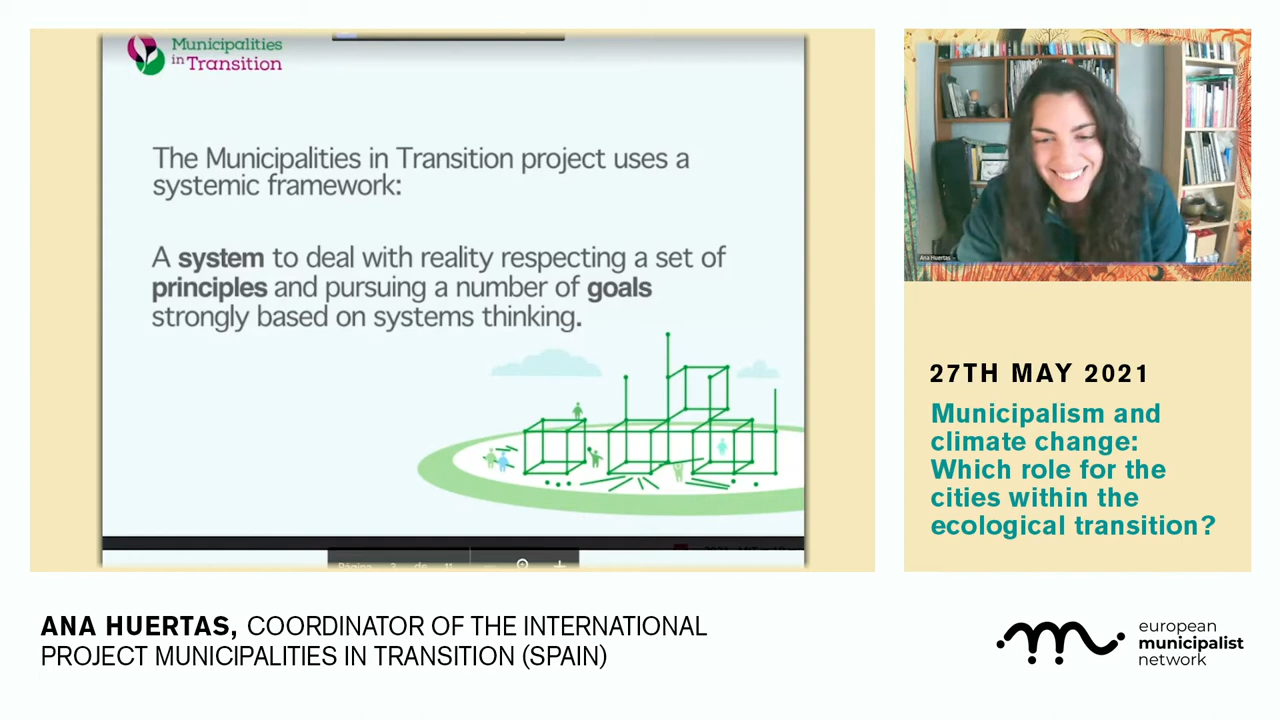 Municipalities
in Transition
The Municipalities in Transition project uses a
systemic framework:
A system to deal with reality respecting a set of
principles and pursuing a number of goals
strongly based on systems thinking.
Ana Huertas
27TH MAY 2021
Municipalism and
climate change:
Which role for the
cities within the
ecological transition?
ANA HUERTAS, COORDINATOR OF THE INTERNATIONAL
PROJECT MUNICIPALITIES IN TRANSITION (SPAIN)
european
municipalist
network